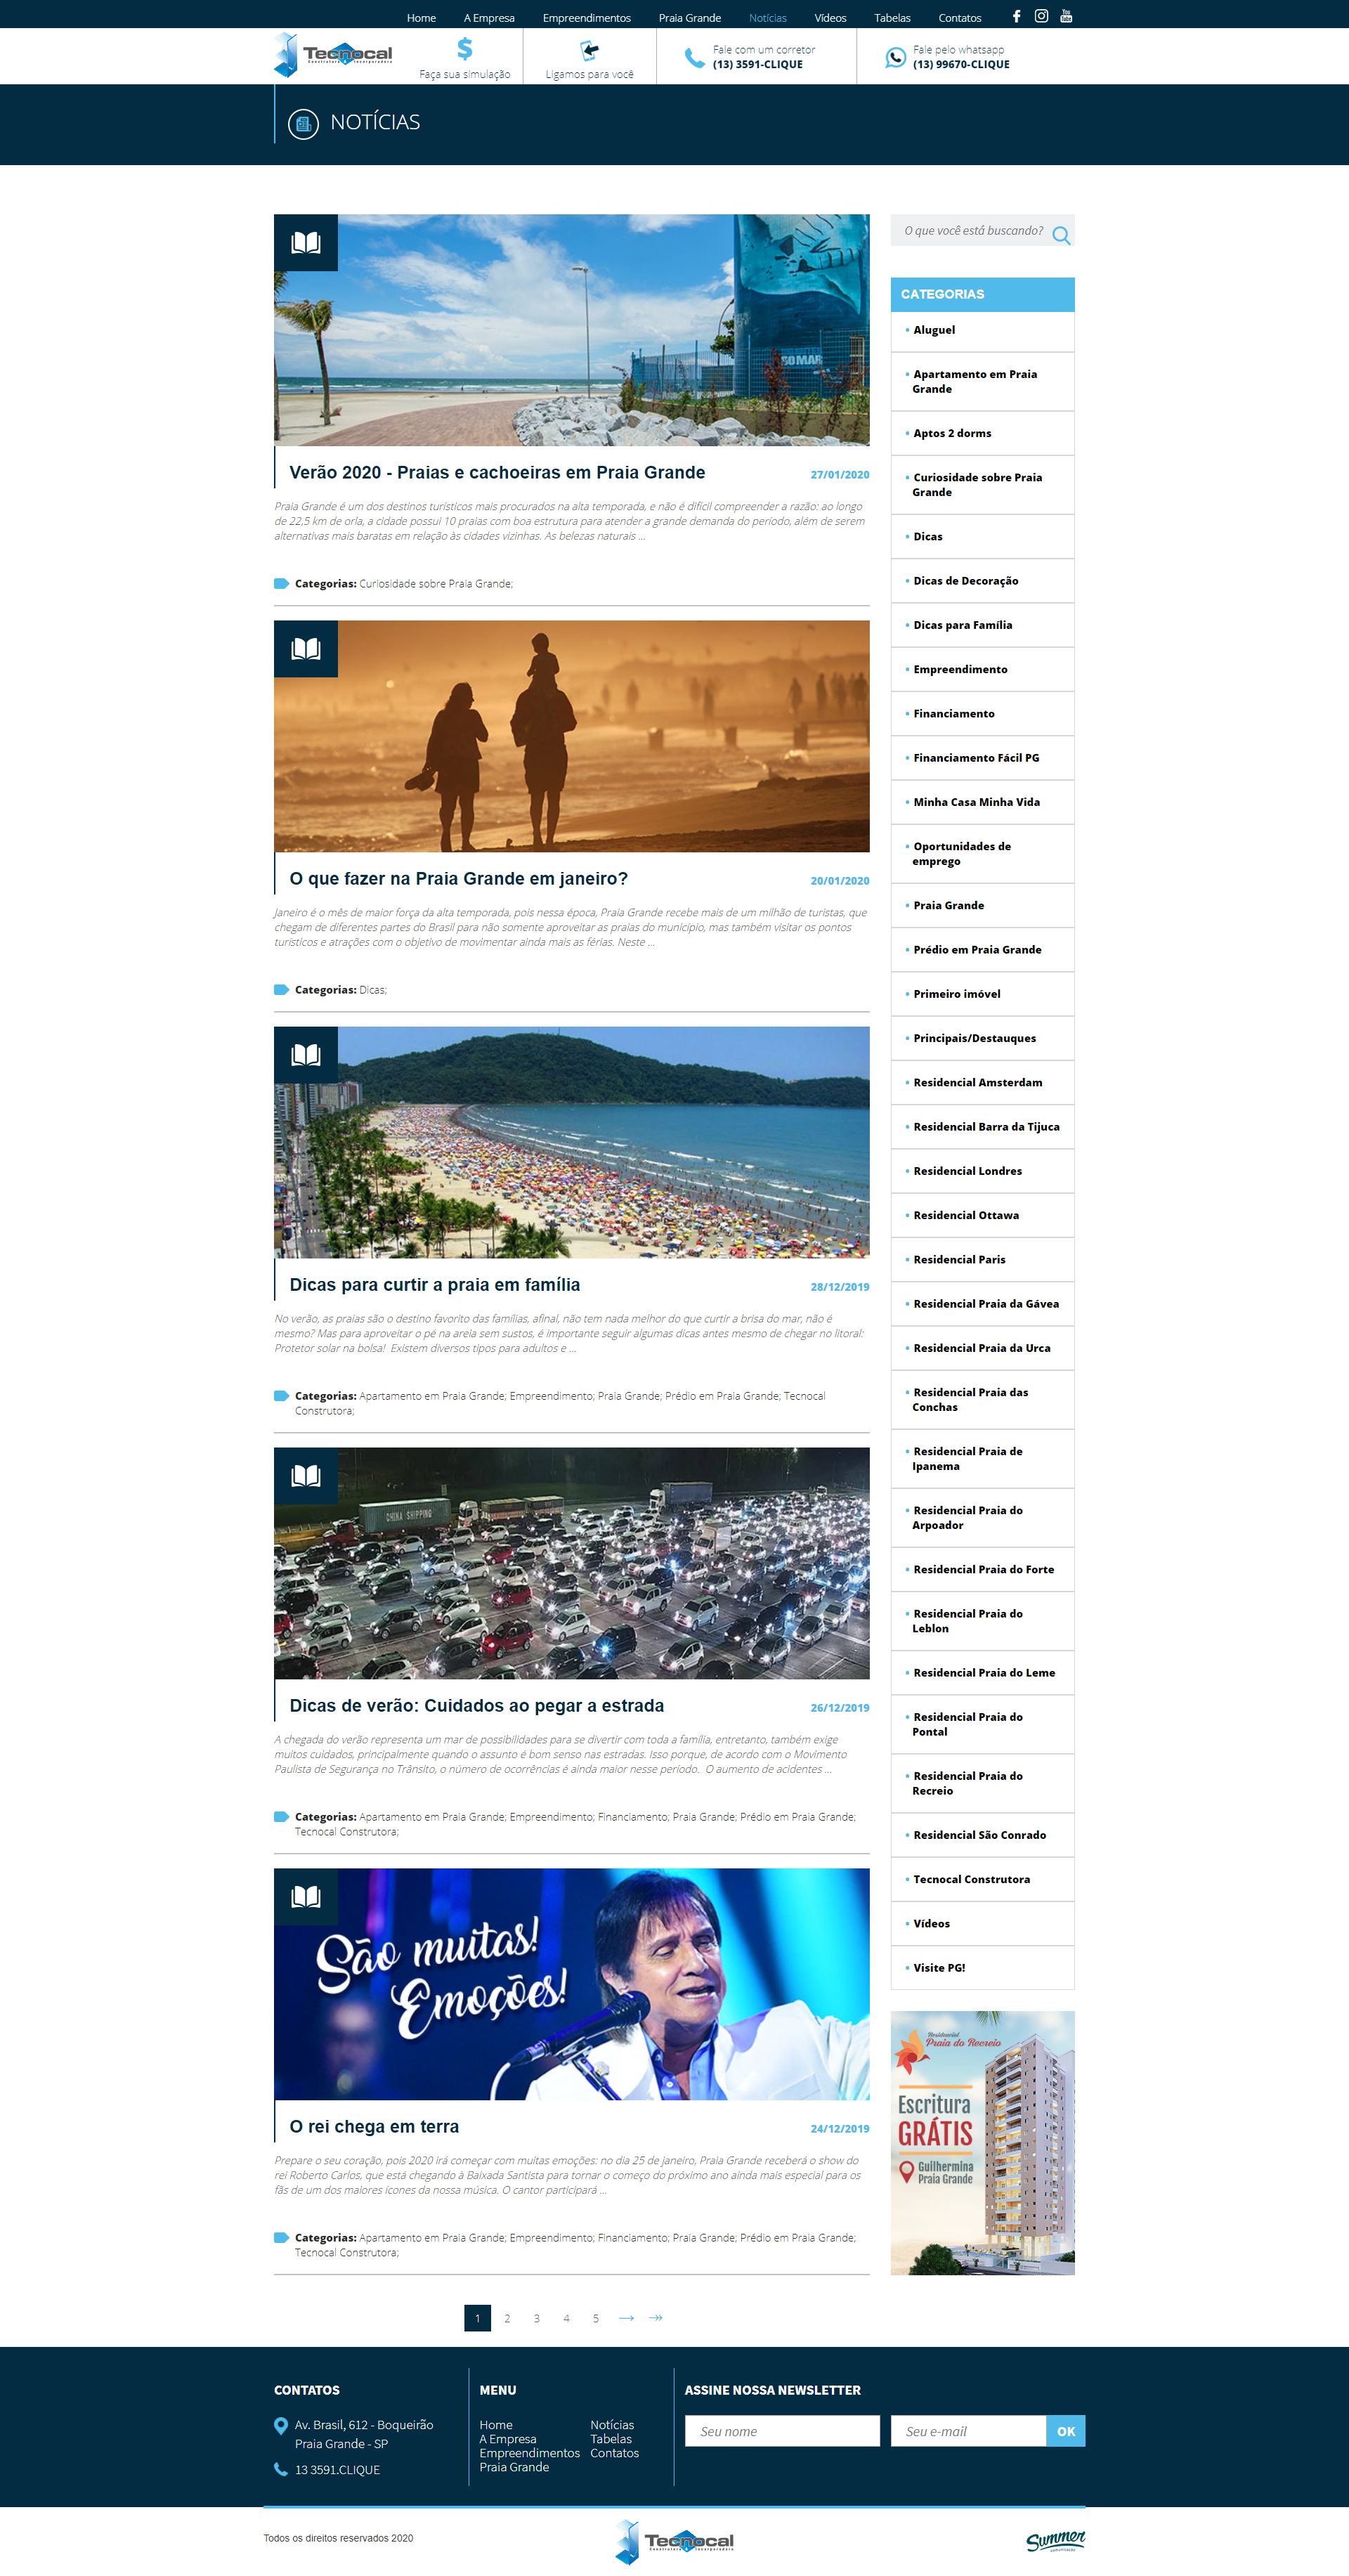 Home A Empresa Empreendimentos Praia Grande Notícias Vídeos Tabelas Contatos
Tecnocal
Construtora e Incorporadora
Faça sua simulação
Ligamos para você
Fale com um corretor
(13) 3591-CLIQUE
Fale pelo whatsapp
(13) 99670-CLIQUE
NOTÍCIAS
SO MAR
Verão 2020 - Praias e cachoeiras em Praia Grande
27/01/2020
Praia Grande é um dos destinos turísticos mais procurados na alta temporada, e não é difícil compreender a razão: ao longo
de 22,5 km de orla, a cidade possui 10 praias com boa estrutura para atender a grande demanda do período, além de serem
alternativas mais baratas em relação às cidades vizinhas. As belezas naturais ...
Categorias: Curiosidade sobre Praia Grande;
O que fazer na Praia Grande em janeiro?
20/01/2020
Janeiro é o mês de maior força da alta temporada, pois nessa época, Praia Grande recebe mais de um milhão de turistas, que
chegam de diferentes partes do Brasil para não somente aproveitar as praias do município, mas também visitar os pontos
turísticos e atrações com o objetivo de movimentar ainda mais as férias. Neste ...
Categorias: Dicas;
Dicas para curtir a praia em família
28/12/2019
No verão, as praias são o destino favorito das famílias, afinal, não tem nada melhor do que curtir a brisa do mar, não é
mesmo? Mas para aproveitar o pé na areia sem sustos, é importante seguir algumas dicas antes mesmo de chegar no litoral:
Protetor solar na bolsa! Existem diversos tipos para adultos e ...
Categorias: Apartamento em Praia Grande; Empreendimento; Praia Grande; Prédio em Praia Grande; Tecnocal
Construtora;
CHINA SHIPPING
Dicas de verão: Cuidados ao pegar a estrada
26/12/2019
A chegada do verão representa um mar de possibilidades para se divertir com toda a família, entretanto, também exige
muitos cuidados, principalmente quando o assunto é bom senso nas estradas. Isso porque, de acordo com o Movimento
Paulista de Segurança no Trânsito, o número de ocorrências é ainda maior nesse período. O aumento de acidentes ...
Categorias: Apartamento em Praia Grande; Empreendimento; Financiamento; Praia Grande; Prédio em Praia Grande;
Tecnocal Construtora;
São muitas!
Emoções!
O rei chega em terra
24/12/2019
Prepare o seu coração, pois 2020 irá começar com muitas emoções: no dia 25 de janeiro, Praia Grande receberá o show do
rei Roberto Carlos, que está chegando à Baixada Santista para tornar o começo do próximo ano ainda mais especial para os
fãs de um dos maiores ícones da nossa música. O cantor participará ...
Categorias: Apartamento em Praia Grande; Empreendimento; Financiamento; Praia Grande; Prédio em Praia Grande;
Tecnocal Construtora;
1 2 3 4 5
O que você está buscando?
CATEGORIAS
Aluguel
Apartamento em Praia
Grande
Aptos 2 dorms
Curiosidade sobre Praia
Grande
Dicas
Dicas de Decoração
Dicas para Família
Empreendimento
Financiamento
Financiamento Fácil PG
Minha Casa Minha Vida
Oportunidades de
emprego
Praia Grande
Prédio em Praia Grande
Primeiro imóvel
Principais/Destauques
Residencial Amsterdam
Residencial Barra da Tijuca
Residencial Londres
Residencial Ottawa
Residencial Paris
Residencial Praia da Gávea
Residencial Praia da Urca
Residencial Praia das
Conchas
Residencial Praia de
Ipanema
Residencial Praia do
Arpoador
Residencial Praia do Forte
Residencial Praia do
Leblon
Residencial Praia do Leme
Residencial Praia do
Pontal
Residencial Praia do
Recreio
Residencial São Conrado
Tecnocal Construtora
Vídeos
Visite PG!
Residencial
Praia do Recreio
Escritura
GRÁTIS
Guilhermina
Praia Grande
CONTATOS
Av. Brasil, 612 - Boqueirão
Praia Grande - SP
13 3591.CLIQUE
MENU
Home
A Empresa
Empreendimentos
Praia Grande
Notícias
Tabelas
Contatos
ASSINE NOSSA NEWSLETTER
Seu nome
Seu e-mail
OK
Todos os direitos reservados 2020
Tecnocal
Construtora e Incorporadora
Summer
comunicação